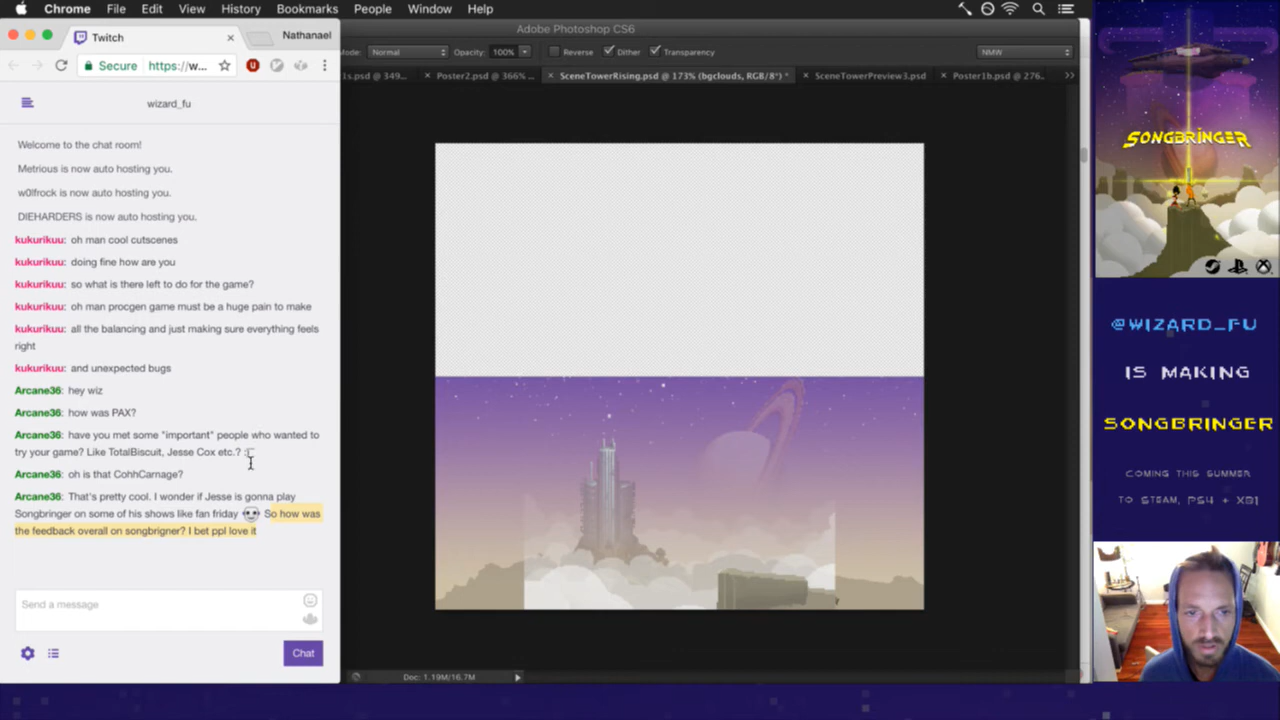 Chrome File Edit View History Bookmarks People Window Help
Twitch
Nathanael
Secure https://w...
wizard_fu
Welcome to the chat room!
Metrious is now auto hosting you.
w0lfrock is now auto hosting you.
DIEHARDERS is now auto hosting you.
kukurikuu: oh man cool cutscenes
kukurikuu: doing fine how are you
kukurikuu: so what is there left to do for the game?
kukurikuu: oh man procgen game must be a huge pain to make
kukurikuu: all the balancing and just making sure everything feels
right
kukurikuu: and unexpected bugs
Arcane36: hey wiz
Arcane36: how was PAX?
Arcane36: have you met some "important" people who wanted to
try your game? Like TotalBiscuit, Jesse Cox etc.? :
Arcane36: oh is that CohhCarnage?
Arcane36: That's pretty cool. I wonder if Jesse is gonna play
Songbringer on some of his shows like fan friday So how was
the feedback overall on songbrigner? I bet ppl love it
Send a message
Chat
Adobe Photoshop CS6
Mode: Normal Opacity: 100% Reverse Dither Transparency NMW
1s.psd @ 349... × Poster2.psd @ 366% ... × SceneTowerRising.psd @ 173% (bgclouds, RGB/8*) * × SceneTowerPreview3.psd × Poster1b.psd @ 276... >>
Doc: 1.19M/16.7M
SONGBRINGER
@WIZARD_FU
IS MAKING
SONGBRINGER
COMING THIS SUMMER
TO STEAM, PS4 + XB1